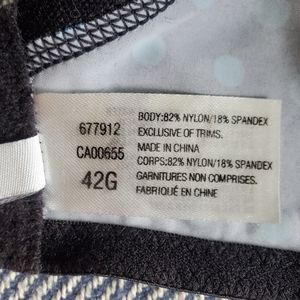 677912
CA00655
42G
BODY:82% NYLON/18% SPANDEX
EXCLUSIVE OF TRIMS.
MADE IN CHINA
CORPS:82% NYLON/18% SPANDEX
GARNITURES NON COMPRISES.
FABRIQUÉ EN CHINE